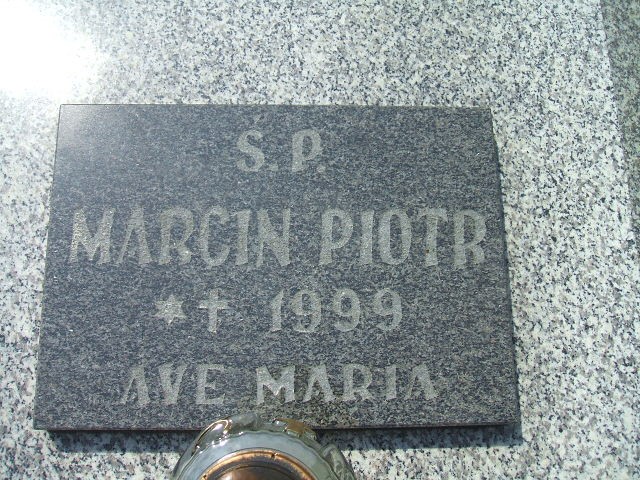 Ś.P.
MARCIN PIOTR
* † 1999
AVE MARIA